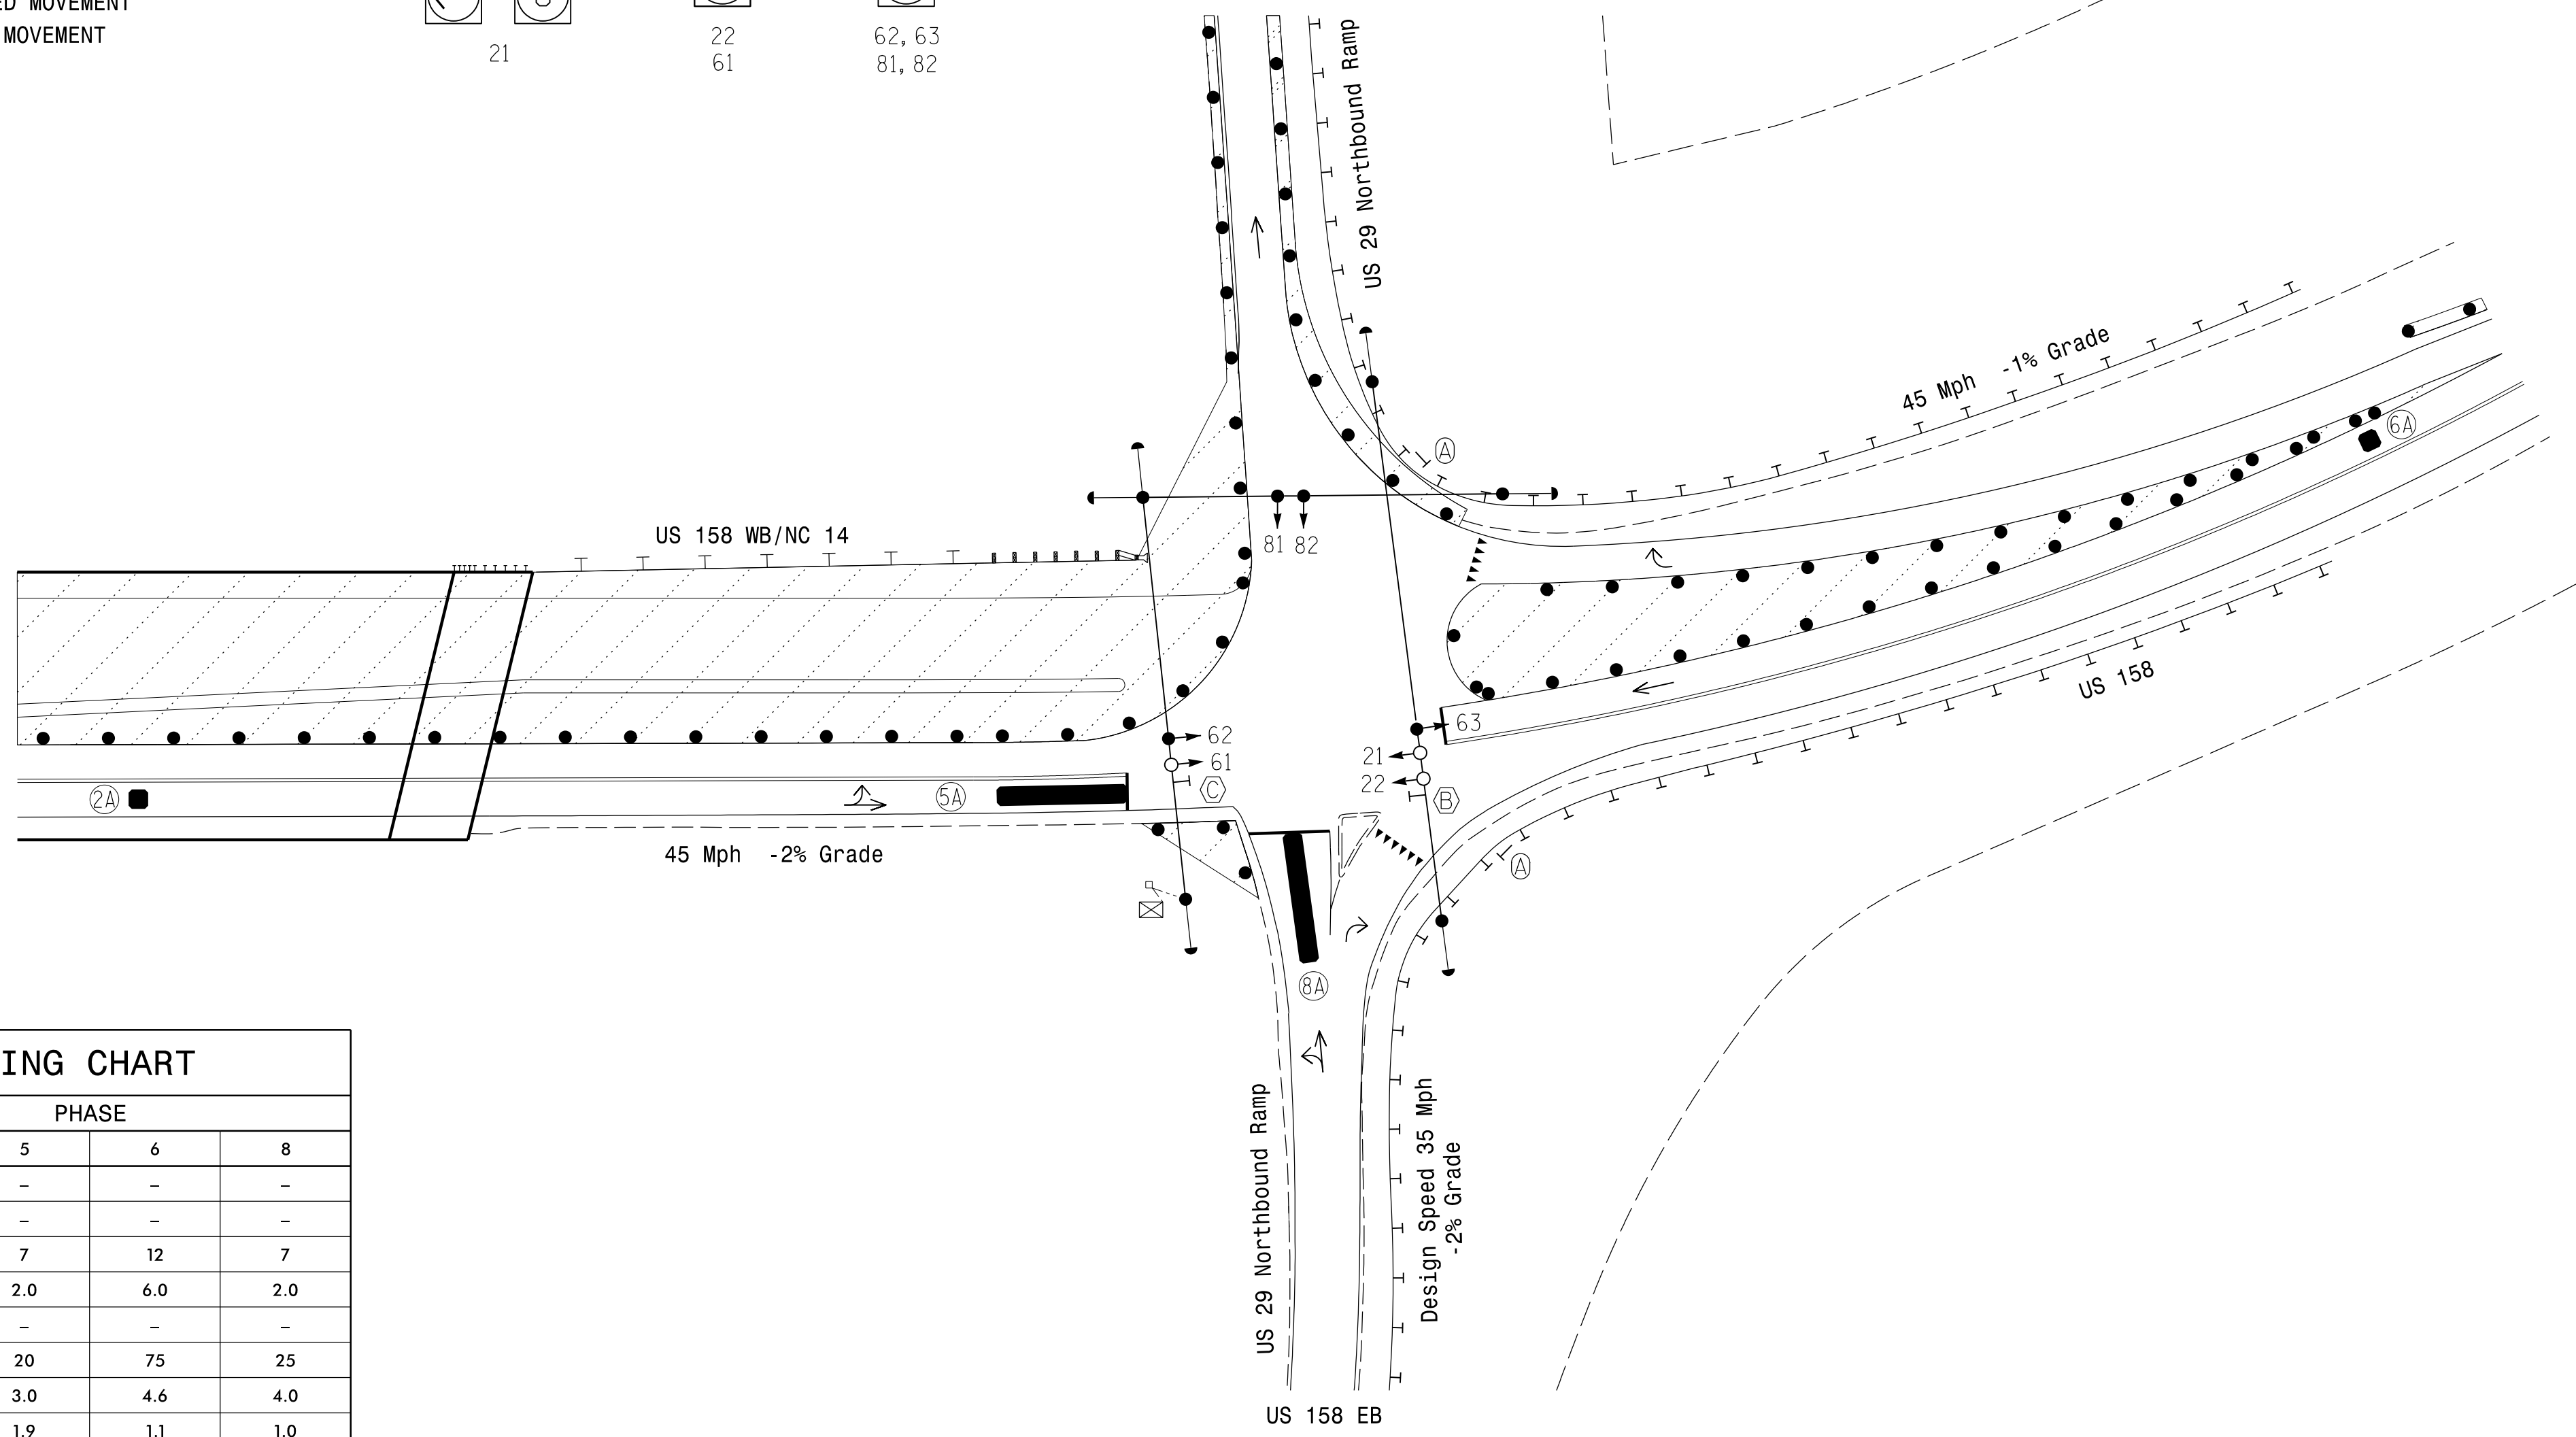 ED MOVEMENT
MOVEMENT
21
22
61
62, 63
81, 82
US 29 Northbound Ramp
45 Mph -1% Grade
6A
A
US 158 WB/NC 14
81 82
US 158
63
62
61
21
22
C
B
2A
5A
45 Mph -2% Grade
A
8A
US 29 Northbound Ramp
Design Speed 35 Mph
-2% Grade
US 158 EB
ING CHART
PHASE
5 6 8
– – –
– – –
7 12 7
2.0 6.0 2.0
– – –
20 75 25
3.0 4.6 4.0
1.9 1.1 1.0